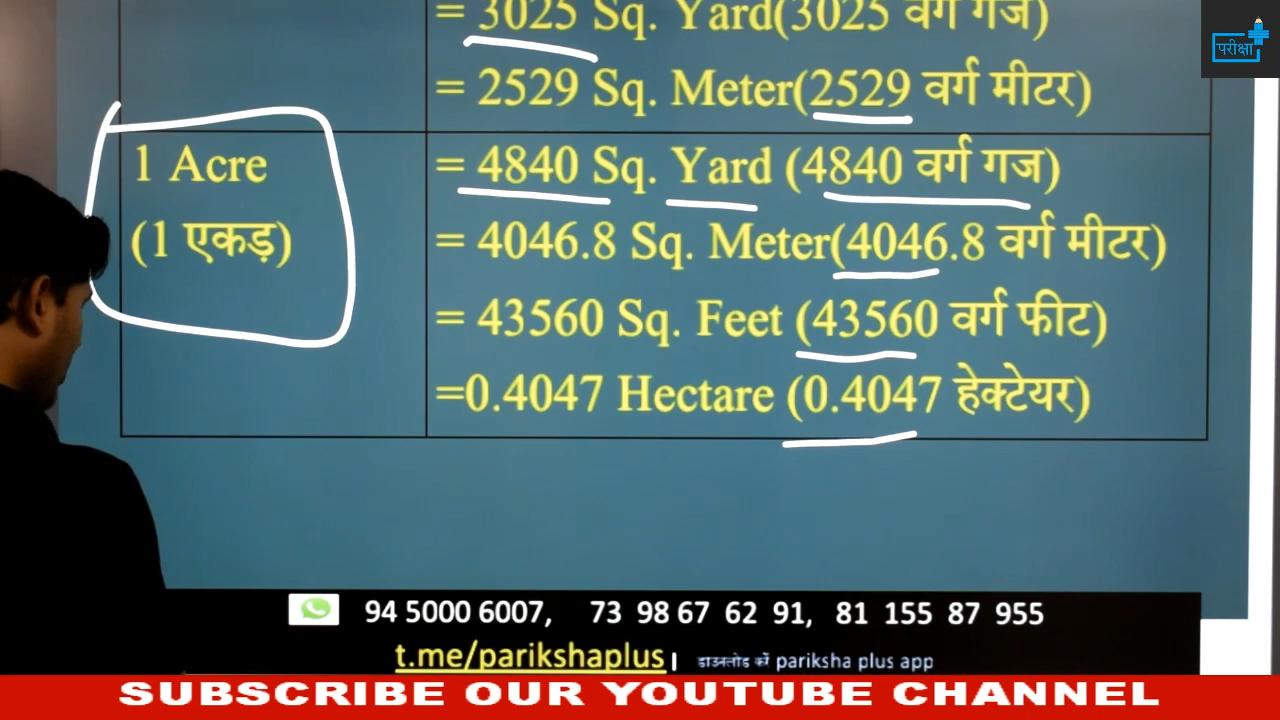 = 3025 Sq. Yard(3025 वर्ग गज)
= 2529 Sq. Meter(2529 वर्ग मीटर)
1 Acre
(1 एकड़)
= 4840 Sq. Yard (4840 वर्ग गज)
= 4046.8 Sq. Meter(4046.8 वर्ग मीटर)
= 43560 Sq. Feet (43560 वर्ग फीट)
=0.4047 Hectare (0.4047 हेक्टेयर)
परीक्षा
94 5000 6007, 73 98 67 62 91, 81 155 87 955
t.me/parikshaplus | डाउनलोड करें pariksha plus app
SUBSCRIBE OUR YOUTUBE CHANNEL